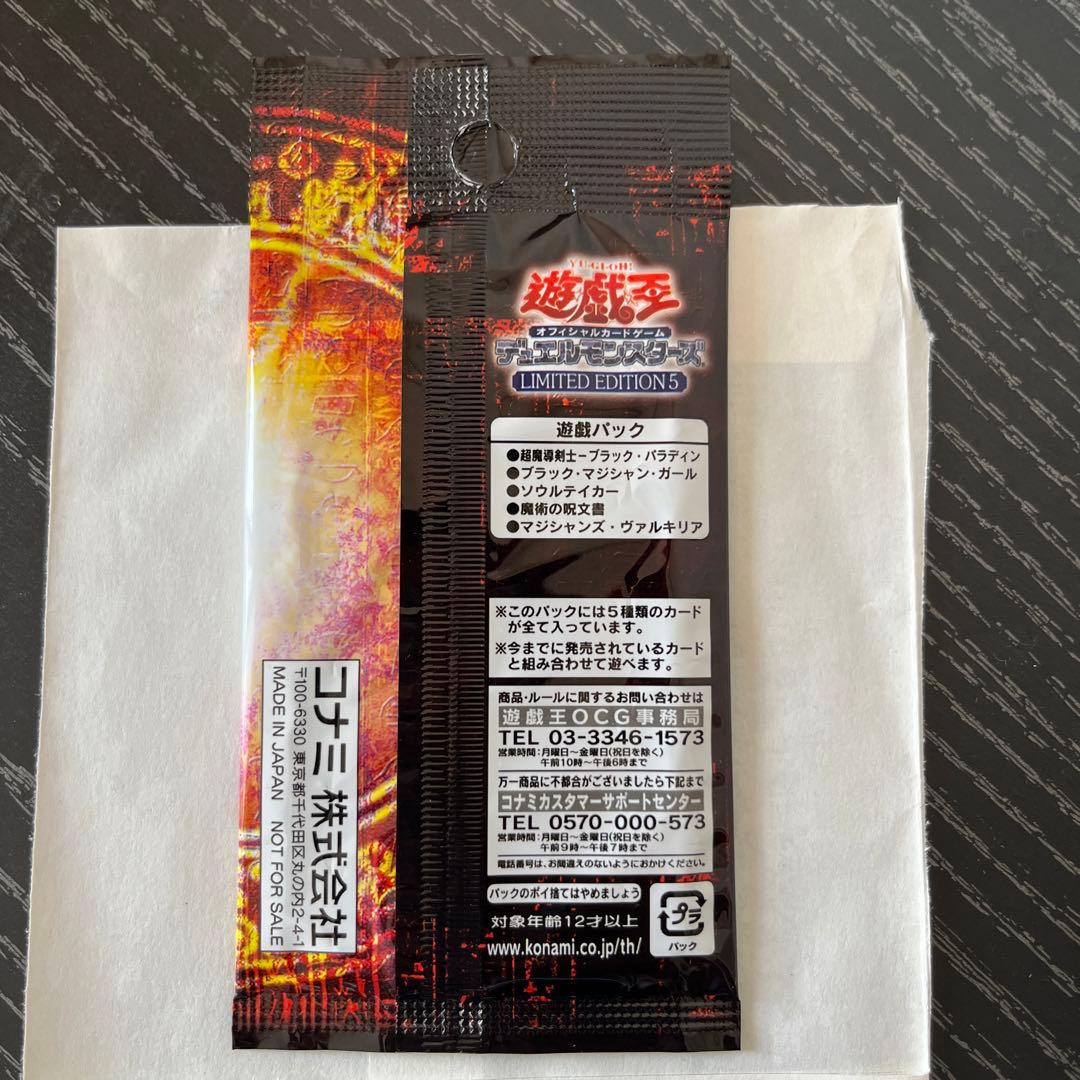 YU-GI-OH!
遊戯王
オフィシャルカードゲーム
デュエルモンスターズ
LIMITED EDITION 5
遊戯パック
●超魔導剣士－ブラック・パラディン
●ブラック・マジシャン・ガール
●ソウルテイカー
●魔術の呪文書
●マジシャンズ・ヴァルキリア
※このパックには5種類のカード
が全て入っています。
※今までに発売されているカード
と組み合わせて遊べます。
商品・ルールに関するお問い合わせは
遊戯王OCG事務局
TEL 03-3346-1573
営業時間：月曜日～金曜日(祝日を除く)
午前10時～午後6時まで
万一商品に不都合がございましたら下記まで
コナミカスタマーサポートセンター
TEL 0570-000-573
営業時間：月曜日～金曜日(祝日を除く)
午前9時～午後7時まで
電話番号は、お間違えのないようにおかけください。
パックのポイ捨てはやめましょう
対象年齢12才以上
www.konami.co.jp/th/
プラ
パック
コナミ株式会社
〒100-6330 東京都千代田区丸の内2-4-1
MADE IN JAPAN NOT FOR SALE